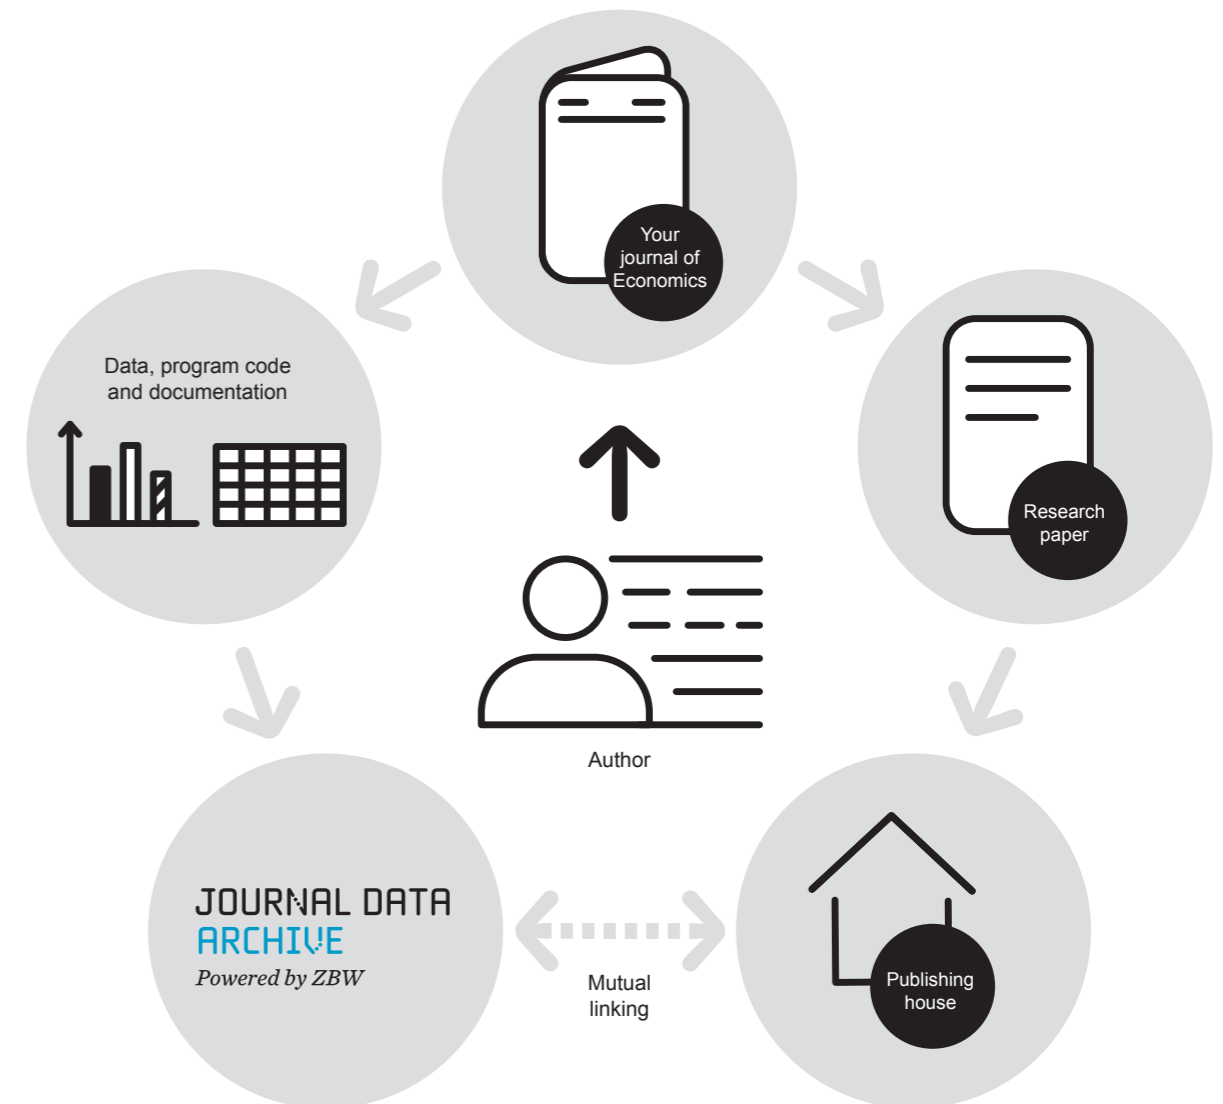 Your
journal of
Economics
Data, program code
and documentation
Research
paper
Author
JOURNAL DATA
ARCHIVE
Powered by ZBW
Mutual
linking
Publishing
house